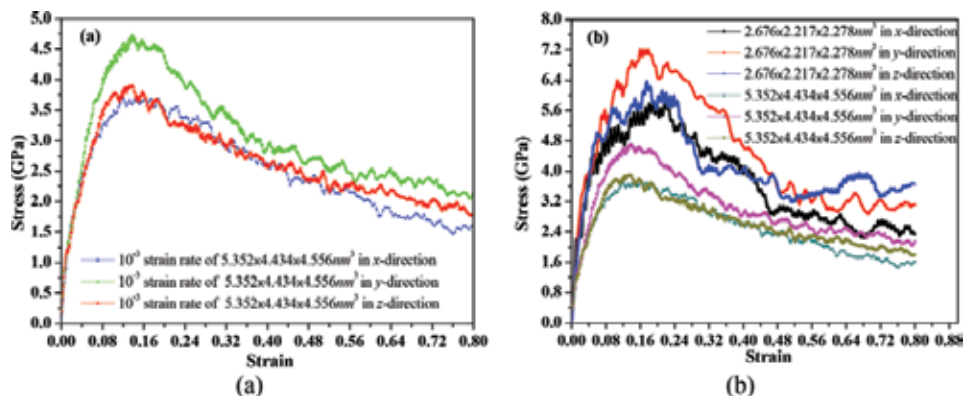 (a)
Stress (GPa)
5.0
4.5
4.0
3.5
3.0
2.5
2.0
1.5
1.0
0.5
0.0
10⁻³ strain rate of 5.352x4.434x4.556nm³ in x-direction
10⁻³ strain rate of 5.352x4.434x4.556nm³ in y-direction
10⁻³ strain rate of 5.352x4.434x4.556nm³ in z-direction
0.00 0.08 0.16 0.24 0.32 0.40 0.48 0.56 0.64 0.72 0.80
Strain
(a)
(b)
Stress (GPa)
8.0
7.2
6.4
5.6
4.8
4.0
3.2
2.4
1.6
0.8
0.0
2.676x2.217x2.278nm³ in x-direction
2.676x2.217x2.278nm³ in y-direction
2.676x2.217x2.278nm³ in z-direction
5.352x4.434x4.556nm³ in x-direction
5.352x4.434x4.556nm³ in y-direction
5.352x4.434x4.556nm³ in z-direction
0.00 0.08 0.16 0.24 0.32 0.40 0.48 0.56 0.64 0.72 0.80 0.88
Strain
(b)